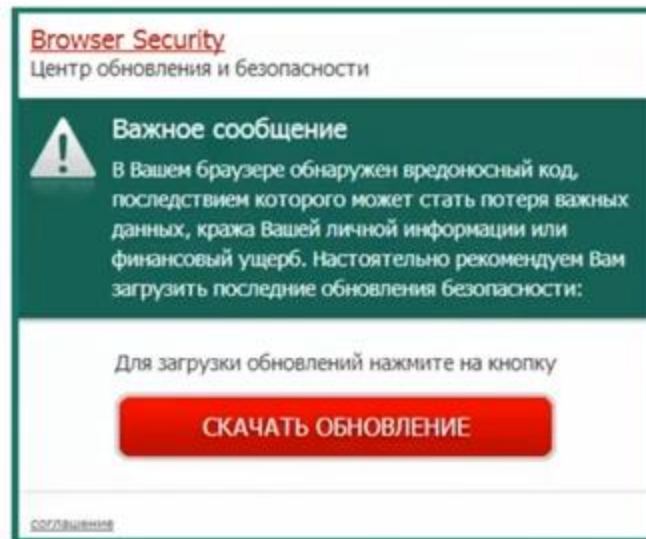 Browser Security
Центр обновления и безопасности
Важное сообщение
В Вашем браузере обнаружен вредоносный код,
последствием которого может стать потеря важных
данных, кража Вашей личной информации или
финансовый ущерб. Настоятельно рекомендуем Вам
загрузить последние обновления безопасности:
Для загрузки обновлений нажмите на кнопку
СКАЧАТЬ ОБНОВЛЕНИЕ
соглашение